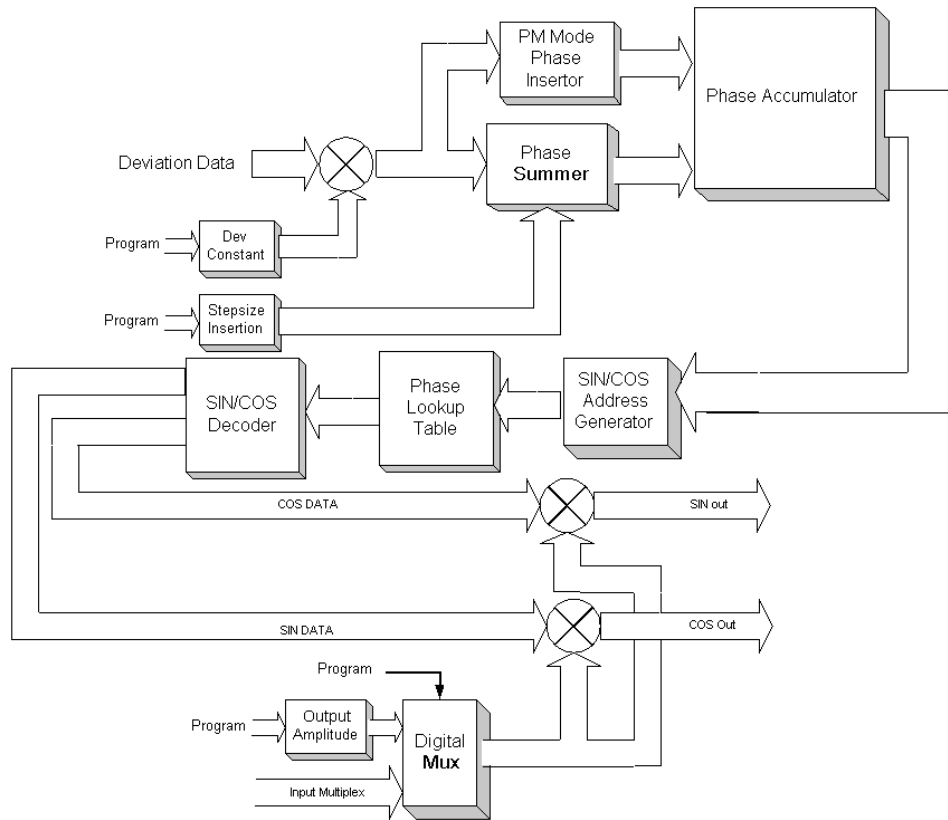 PM Mode
Phase
Insertor
Phase Accumulator
Deviation Data
Phase
Summer
Program
Dev
Constant
Program
Stepsize
Insertion
SIN/COS
Decoder
Phase
Lookup
Table
SIN/COS
Address
Generator
COS DATA
SIN out
SIN DATA
COS Out
Program
Program
Output
Amplitude
Digital
Mux
Input Multiplex